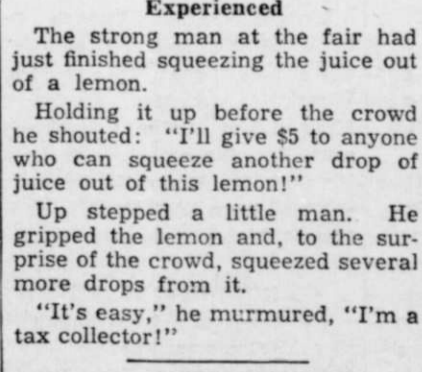 Experienced
The strong man at the fair had
just finished squeezing the juice out
of a lemon.
Holding it up before the crowd
he shouted: "I'll give $5 to anyone
who can squeeze another drop of
juice out of this lemon!"
Up stepped a little man. He
gripped the lemon and, to the sur-
prise of the crowd, squeezed several
more drops from it.
"It's easy," he murmured, "I'm a
tax collector!"